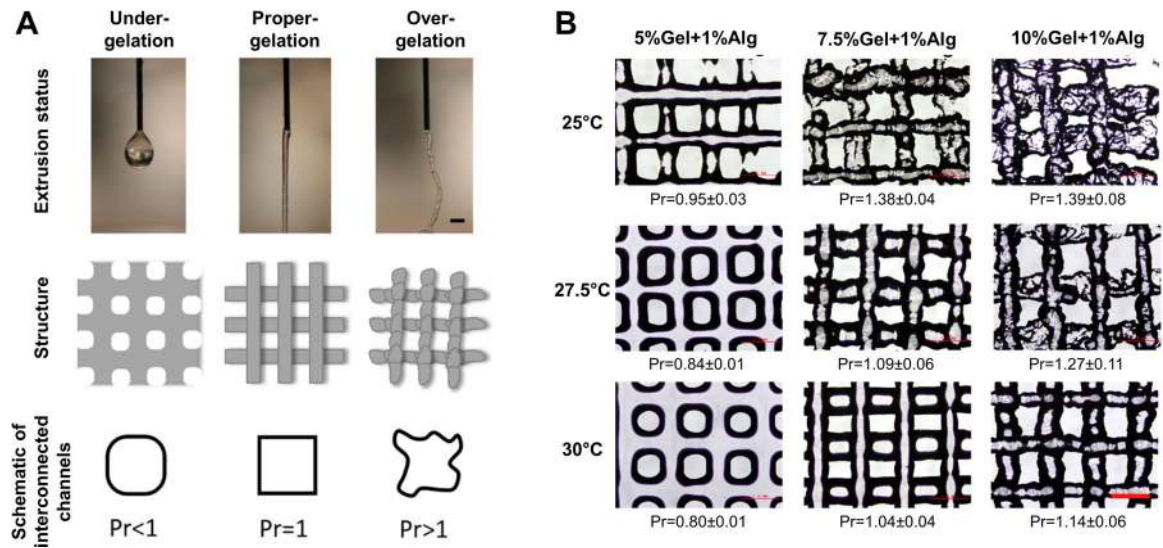 A
Under-
gelation
Proper-
gelation
Over-
gelation
Extrusion status
Structure
Schematic of
interconnected
channels
Pr<1
Pr=1
Pr>1
B
5%Gel+1%Alg
7.5%Gel+1%Alg
10%Gel+1%Alg
25°C
Pr=0.95±0.03
Pr=1.38±0.04
Pr=1.39±0.08
27.5°C
Pr=0.84±0.01
Pr=1.09±0.06
Pr=1.27±0.11
30°C
Pr=0.80±0.01
Pr=1.04±0.04
Pr=1.14±0.06